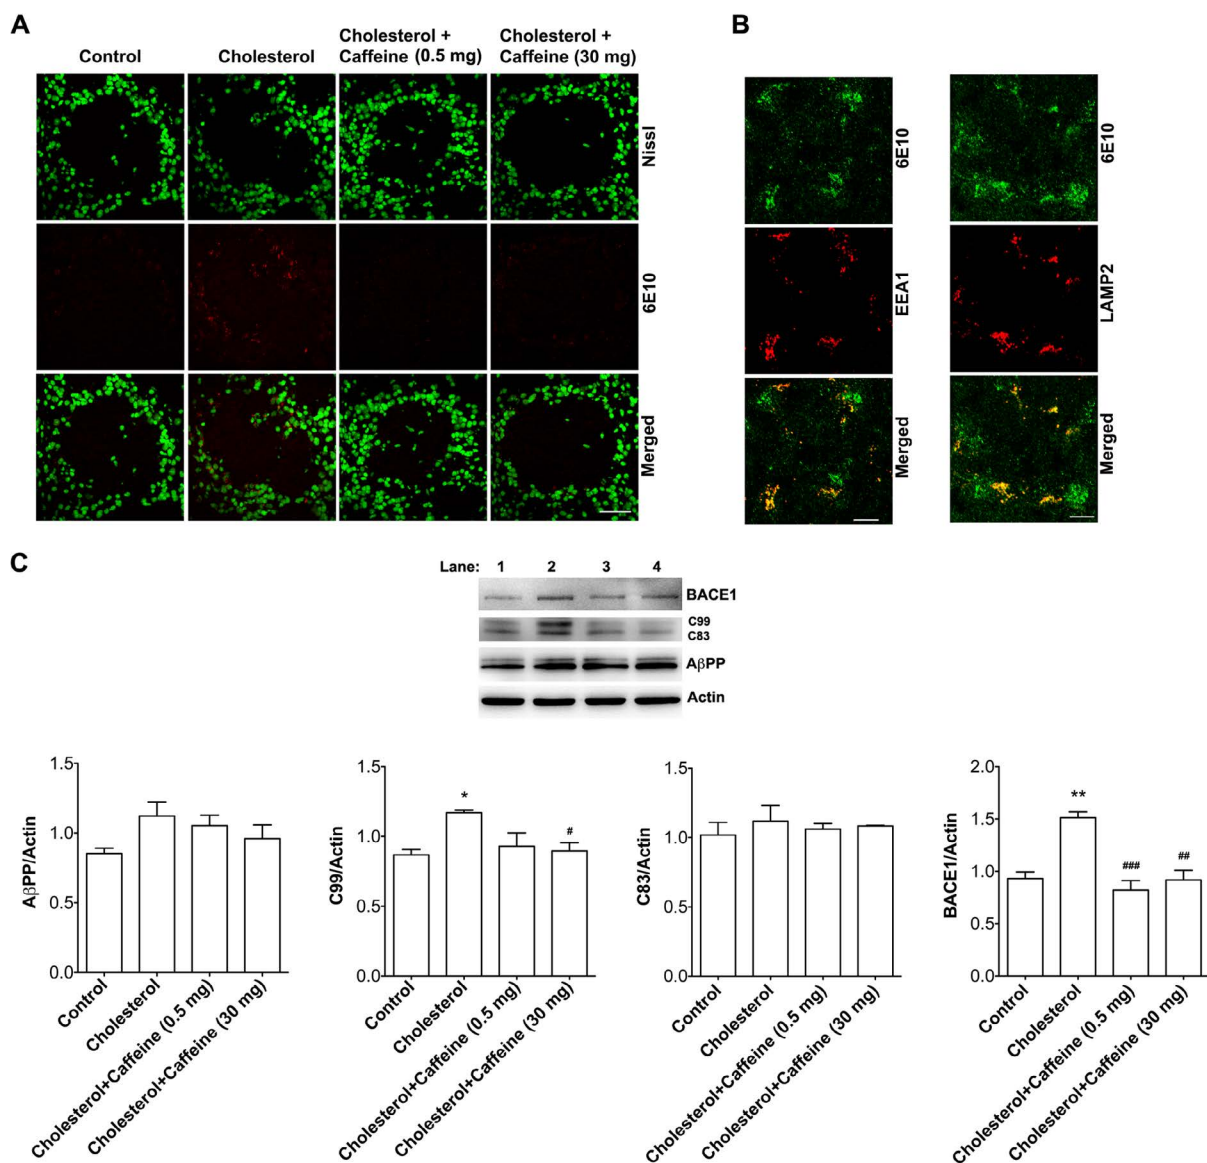 A
Control
Cholesterol
Cholesterol +
Caffeine (0.5 mg)
Cholesterol +
Caffeine (30 mg)
Nissl
6E10
Merged
B
6E10
EEA1
Merged
6E10
LAMP2
Merged
C
Lane: 1 2 3 4
BACE1
C99
C83
AβPP
Actin
AβPP/Actin
1.5
1.0
0.5
0.0
Control
Cholesterol
Cholesterol+Caffeine (0.5 mg)
Cholesterol+Caffeine (30 mg)
C99/Actin
1.5
1.0
0.5
0.0
*
#
Control
Cholesterol
Cholesterol+Caffeine (0.5 mg)
Cholesterol+Caffeine (30 mg)
C83/Actin
1.5
1.0
0.5
0.0
Control
Cholesterol
Cholesterol+Caffeine (0.5 mg)
Cholesterol+Caffeine (30 mg)
BACE1/Actin
2.0
1.5
1.0
0.5
0.0
**
###
##
Control
Cholesterol
Cholesterol+Caffeine (0.5 mg)
Cholesterol+Caffeine (30 mg)